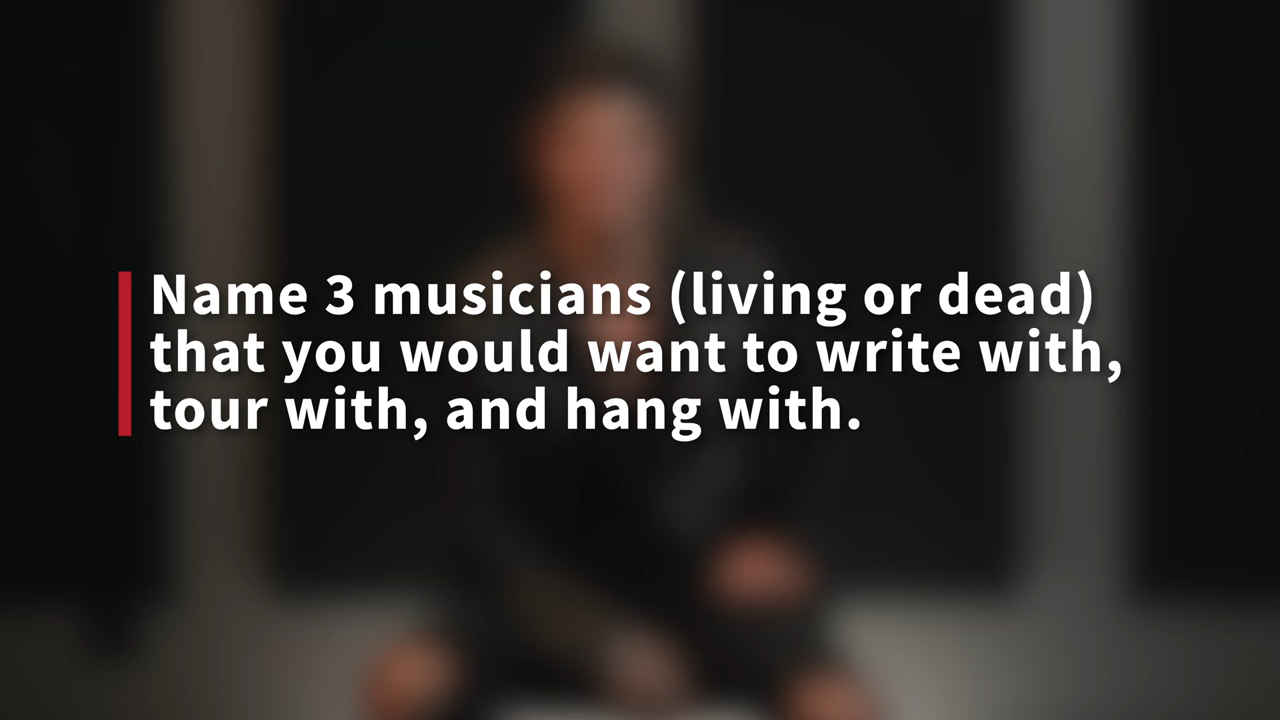 Name 3 musicians (living or dead)
that you would want to write with,
tour with, and hang with.